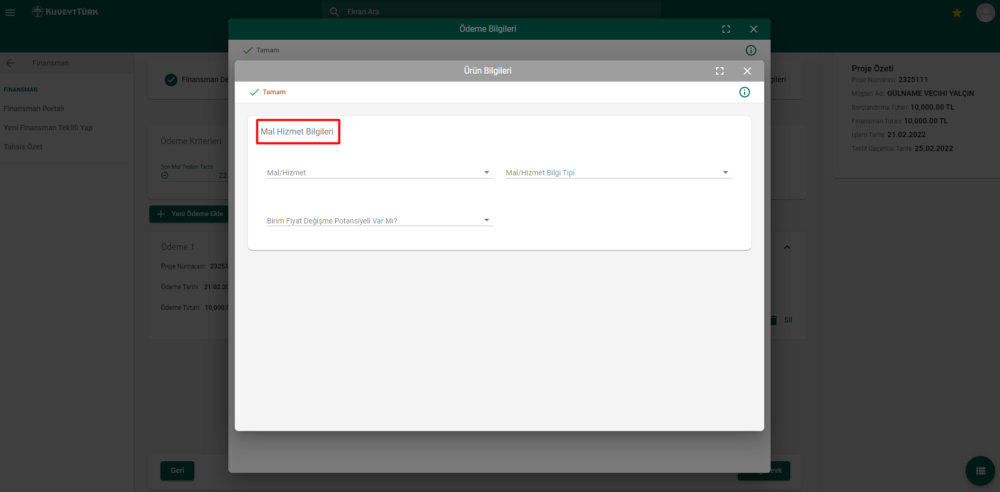 KUVEYTTÜRK
Ekran Ara
Ödeme Bilgileri
Tamam
Finansman
FİNANSMAN
Finansman Portalı
Yeni Finansman Teklifi Yap
Tahsis Özet
Finansman De
gileri
Ürün Bilgileri
Tamam
Mal Hizmet Bilgileri
Mal/Hizmet
Mal/Hizmet Bilgi Tipi
Birim Fiyat Değişme Potansiyeli Var Mı?
Ödeme Kriterleri
Son Mal Teslim Tarihi
22.
Yeni Ödeme Ekle
Ödeme 1
Proje Numarası: 23251
Ödeme Tarihi: 21.02.20
Ödeme Tutarı: 10,000.0
Sil
Geri
evk
Proje Özeti
Proje Numarası: 2325111
Müşteri Adı: GÜLNAME VECIHI YALÇIN
Borçlandırma Tutarı: 10,000.00 TL
Finansman Tutarı: 10,000.00 TL
İşlem Tarihi: 21.02.2022
Teklif Geçerlilik Tarihi: 25.02.2022